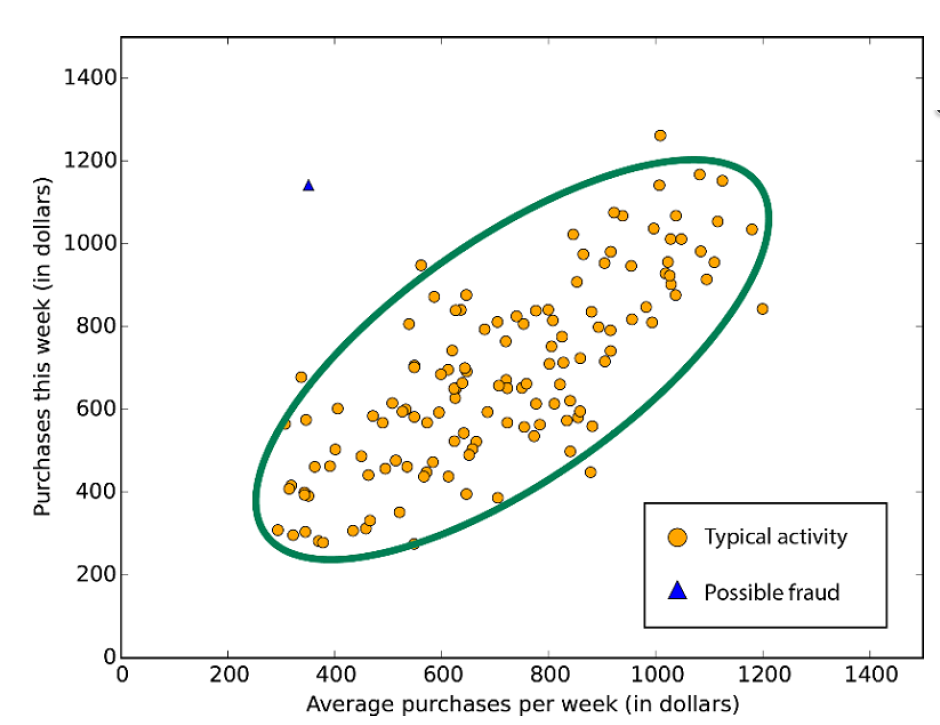 1400
1200
1000
800
600
400
200
0
Purchases this week (in dollars)
Typical activity
Possible fraud
0 200 400 600 800 1000 1200 1400
Average purchases per week (in dollars)